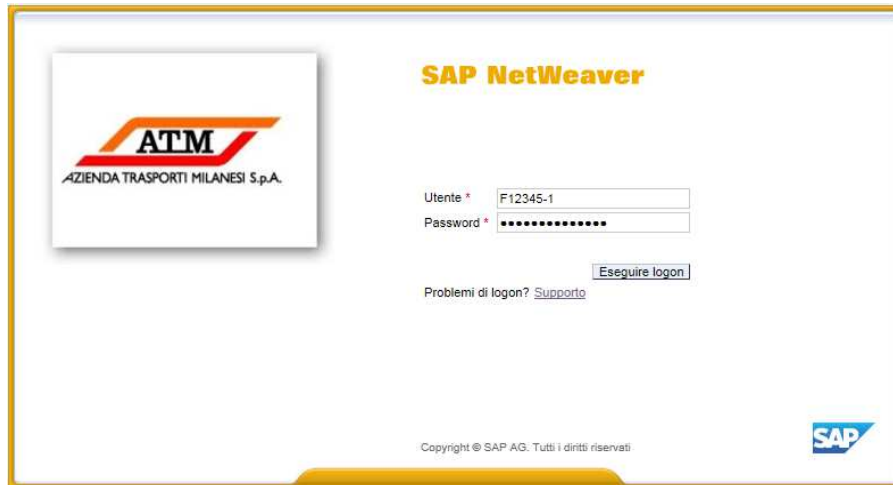 ATM
AZIENDA TRASPORTI MILANESI S.p.A.
SAP NetWeaver
Utente * F12345-1
Password * ••••••••••••••
Eseguire logon
Problemi di logon? Supporto
Copyright © SAP AG. Tutti i diritti riservati
SAP